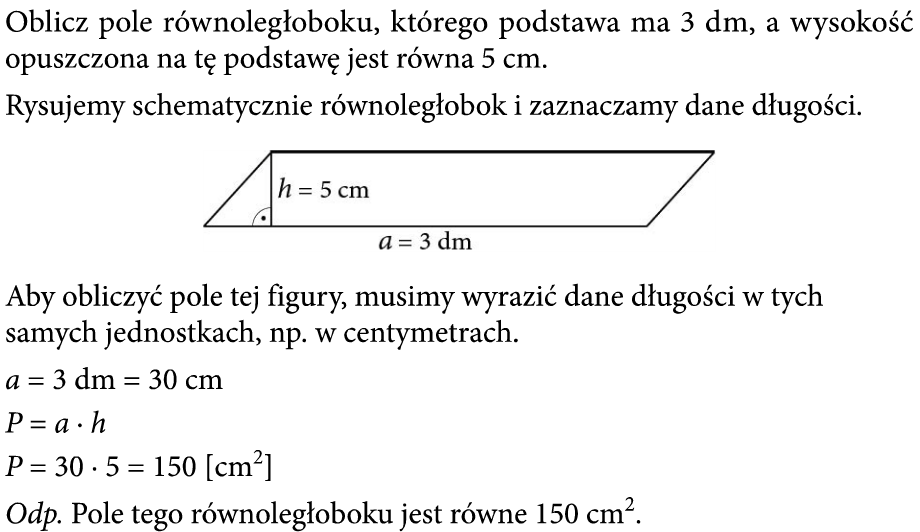 Oblicz pole równoległoboku, którego podstawa ma 3 dm, a wysokość
opuszczona na tę podstawę jest równa 5 cm.
Rysujemy schematycznie równoległobok i zaznaczamy dane długości.
h = 5 cm
a = 3 dm
Aby obliczyć pole tej figury, musimy wyrazić dane długości w tych
samych jednostkach, np. w centymetrach.
a = 3 dm = 30 cm
P = a · h
P = 30 · 5 = 150 [cm²]
Odp. Pole tego równoległoboku jest równe 150 cm².